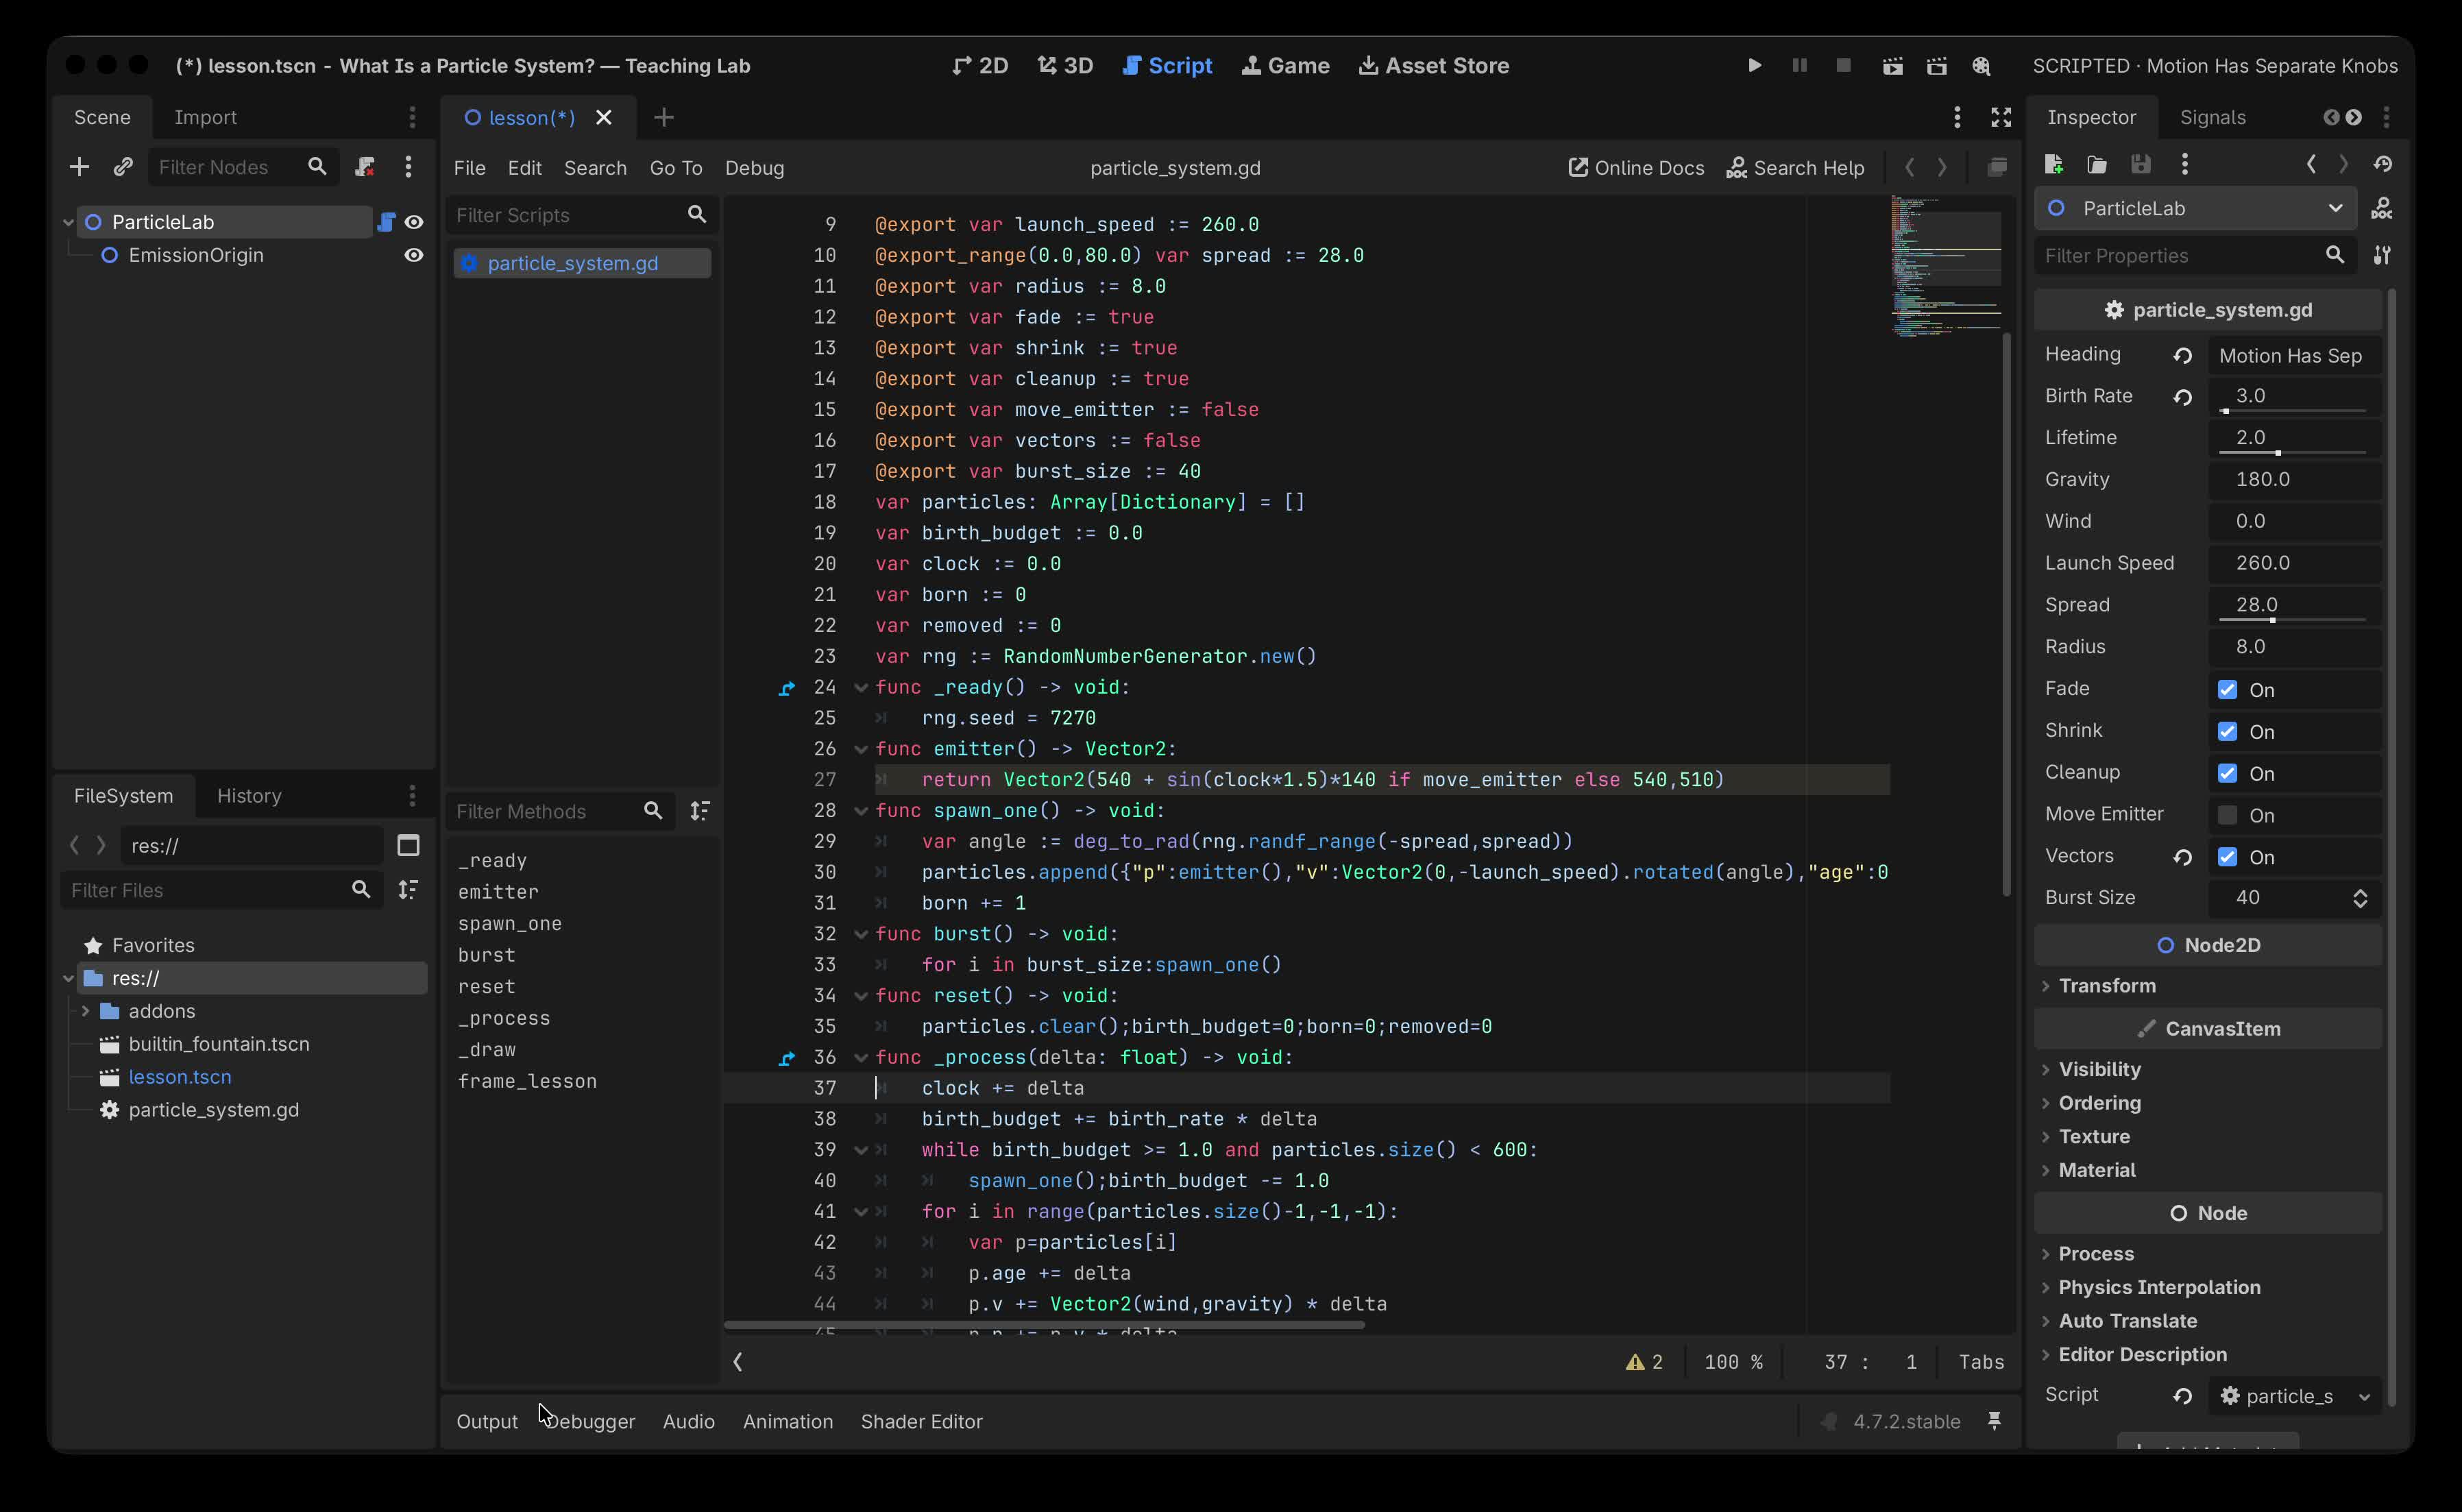 (*) lesson.tscn - What Is a Particle System? — Teaching Lab
2D
3D
Script
Game
Asset Store
SCRIPTED · Motion Has Separate Knobs
Scene
Import
Filter Nodes
ParticleLab
EmissionOrigin
FileSystem
History
res://
Filter Files
Favorites
res://
addons
builtin_fountain.tscn
lesson.tscn
particle_system.gd
lesson(*)
File
Edit
Search
Go To
Debug
particle_system.gd
Online Docs
Search Help
Filter Scripts
particle_system.gd
Filter Methods
_ready
emitter
spawn_one
burst
reset
_process
_draw
frame_lesson
9 @export var launch_speed := 260.0
10 @export_range(0.0,80.0) var spread := 28.0
11 @export var radius := 8.0
12 @export var fade := true
13 @export var shrink := true
14 @export var cleanup := true
15 @export var move_emitter := false
16 @export var vectors := false
17 @export var burst_size := 40
18 var particles: Array[Dictionary] = []
19 var birth_budget := 0.0
20 var clock := 0.0
21 var born := 0
22 var removed := 0
23 var rng := RandomNumberGenerator.new()
24 func _ready() -> void:
25 rng.seed = 7270
26 func emitter() -> Vector2:
27 return Vector2(540 + sin(clock*1.5)*140 if move_emitter else 540,510)
28 func spawn_one() -> void:
29 var angle := deg_to_rad(rng.randf_range(-spread,spread))
30 particles.append({"p":emitter(),"v":Vector2(0,-launch_speed).rotated(angle),"age":0
31 born += 1
32 func burst() -> void:
33 for i in burst_size:spawn_one()
34 func reset() -> void:
35 particles.clear();birth_budget=0;born=0;removed=0
36 func _process(delta: float) -> void:
37 clock += delta
38 birth_budget += birth_rate * delta
39 while birth_budget >= 1.0 and particles.size() < 600:
40 spawn_one();birth_budget -= 1.0
41 for i in range(particles.size()-1,-1,-1):
42 var p=particles[i]
43 p.age += delta
44 p.v += Vector2(wind,gravity) * delta
45 p.p += p.v * delta
2
100 %
37 : 1
Tabs
Output
Debugger
Audio
Animation
Shader Editor
4.7.2.stable
Inspector
Signals
ParticleLab
Filter Properties
particle_system.gd
Heading Motion Has Sep
Birth Rate 3.0
Lifetime 2.0
Gravity 180.0
Wind 0.0
Launch Speed 260.0
Spread 28.0
Radius 8.0
Fade On
Shrink On
Cleanup On
Move Emitter On
Vectors On
Burst Size 40
Node2D
Transform
CanvasItem
Visibility
Ordering
Texture
Material
Node
Process
Physics Interpolation
Auto Translate
Editor Description
Script particle_s